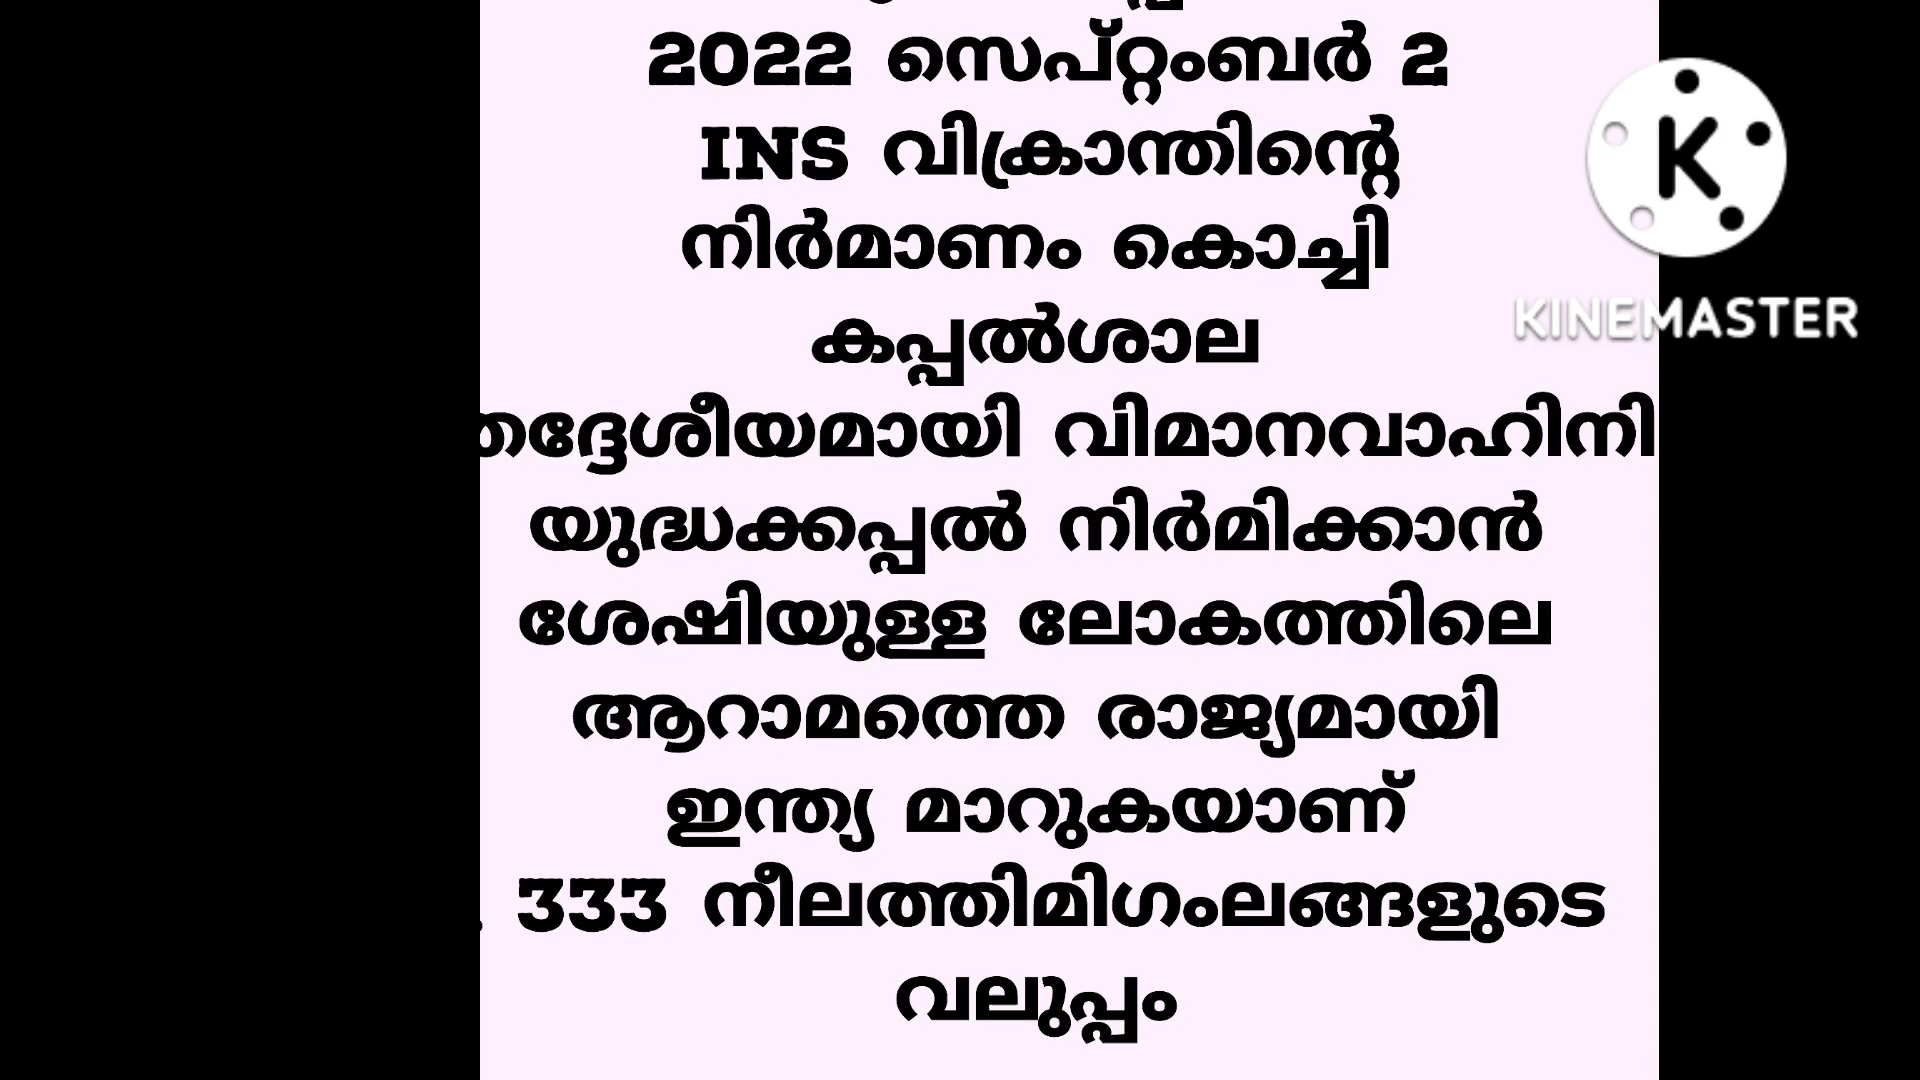 2022 സെപ്റ്റംബർ 2
INS വിക്രാന്തിന്റെ
നിർമാണം കൊച്ചി
കപ്പൽശാല
തദ്ദേശീയമായി വിമാനവാഹിനി
യുദ്ധക്കപ്പൽ നിർമിക്കാൻ
ശേഷിയുള്ള ലോകത്തിലെ
ആറാമത്തെ രാജ്യമായി
ഇന്ത്യ മാറുകയാണ്
. 333 നീലത്തിമിഗംലങ്ങളുടെ
വലുപ്പം
K
KINEMASTER